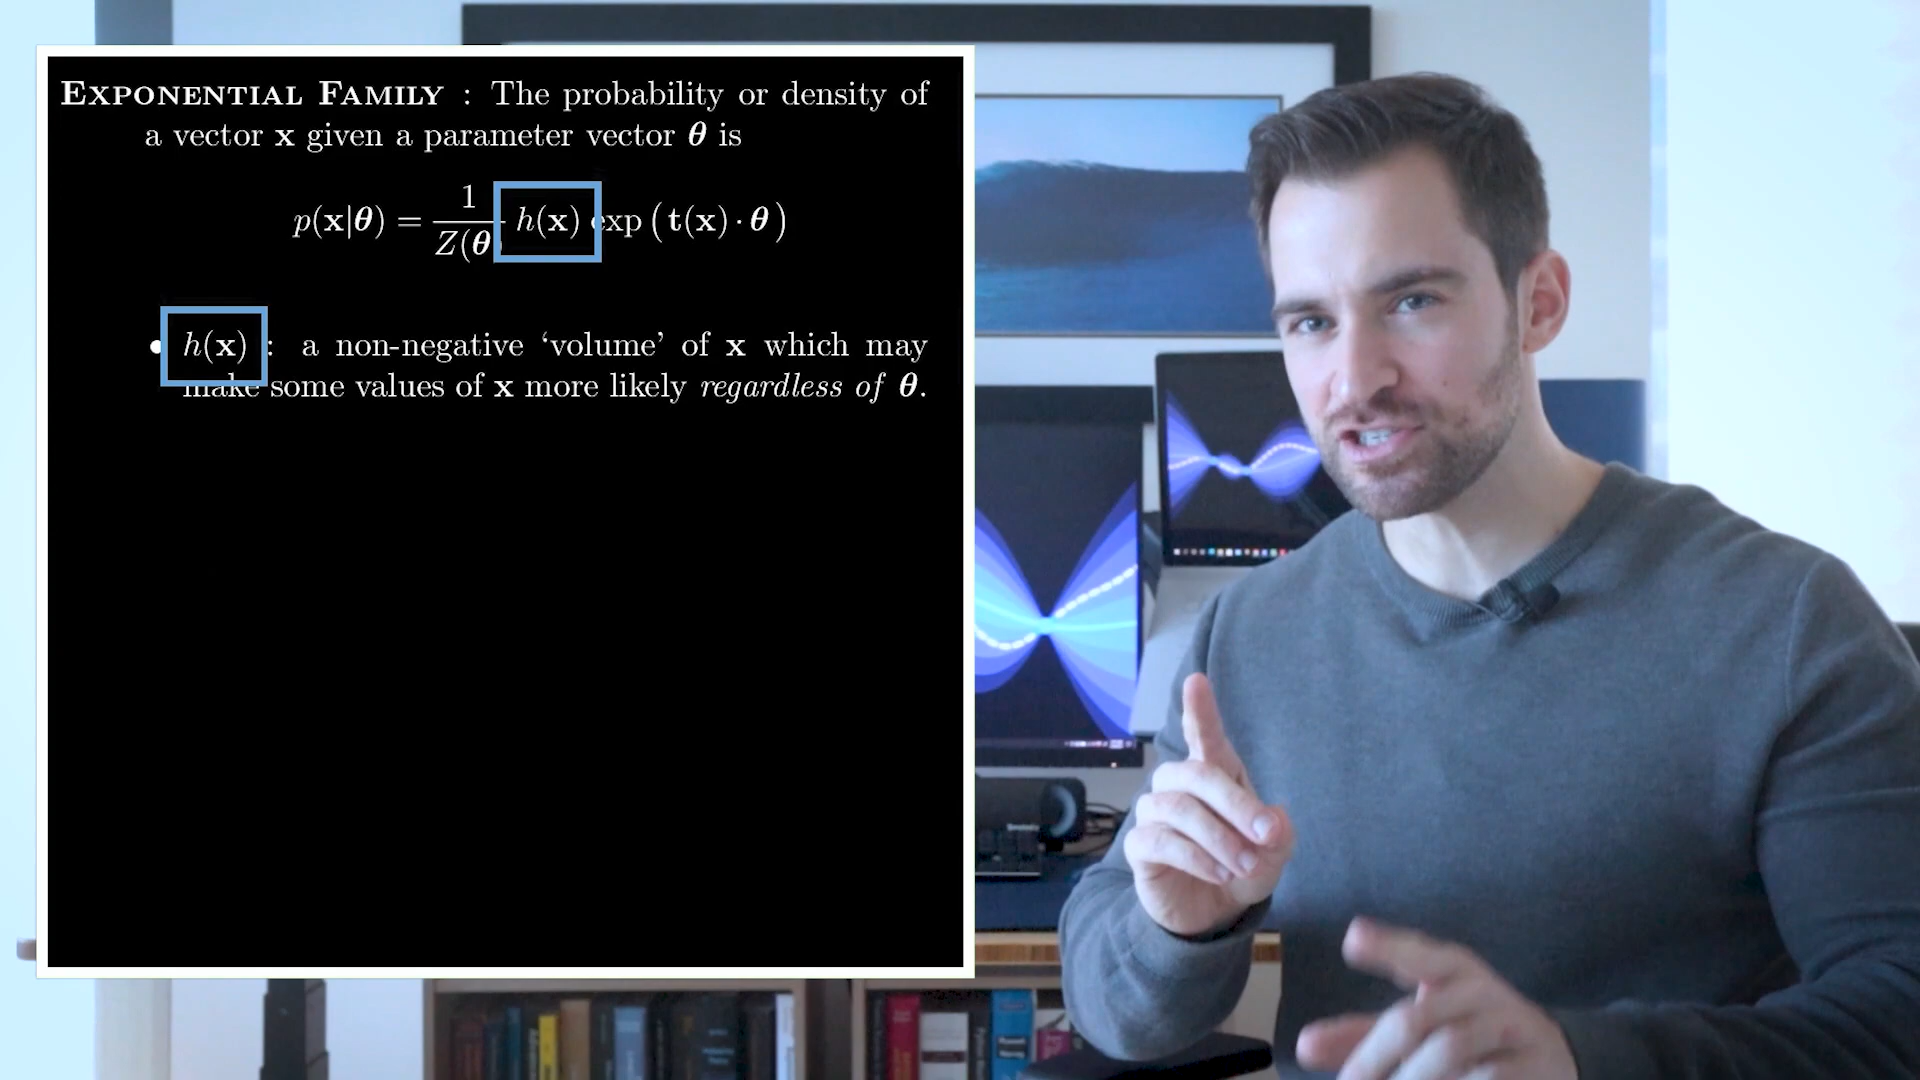 EXPONENTIAL FAMILY : The probability or density of
a vector x given a parameter vector θ is
p(x|θ) = 1/Z(θ) h(x) exp ( t(x) · θ )
• h(x) : a non-negative ‘volume’ of x which may
make some values of x more likely regardless of θ.